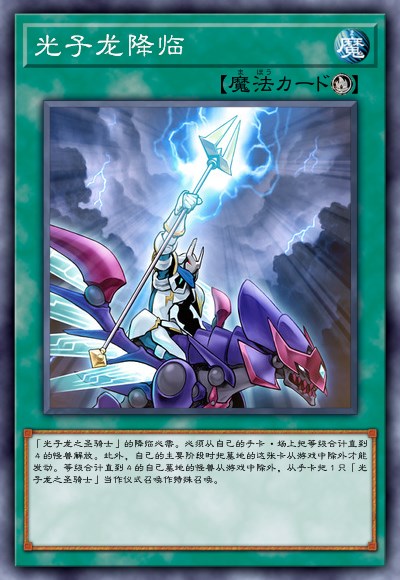 光子龙降临
魔
【魔法カード】
まほう
「光子龙之圣骑士」的降临必需。必须从自己的手卡·场上把等级合计直到
4的怪兽解放。此外，自己的主要阶段时把墓地的这张卡从游戏中除外才能
发动。等级合计直到4的自己墓地的怪兽从游戏中除外，从手卡把1只「光
子龙之圣骑士」当作仪式召唤作特殊召唤。